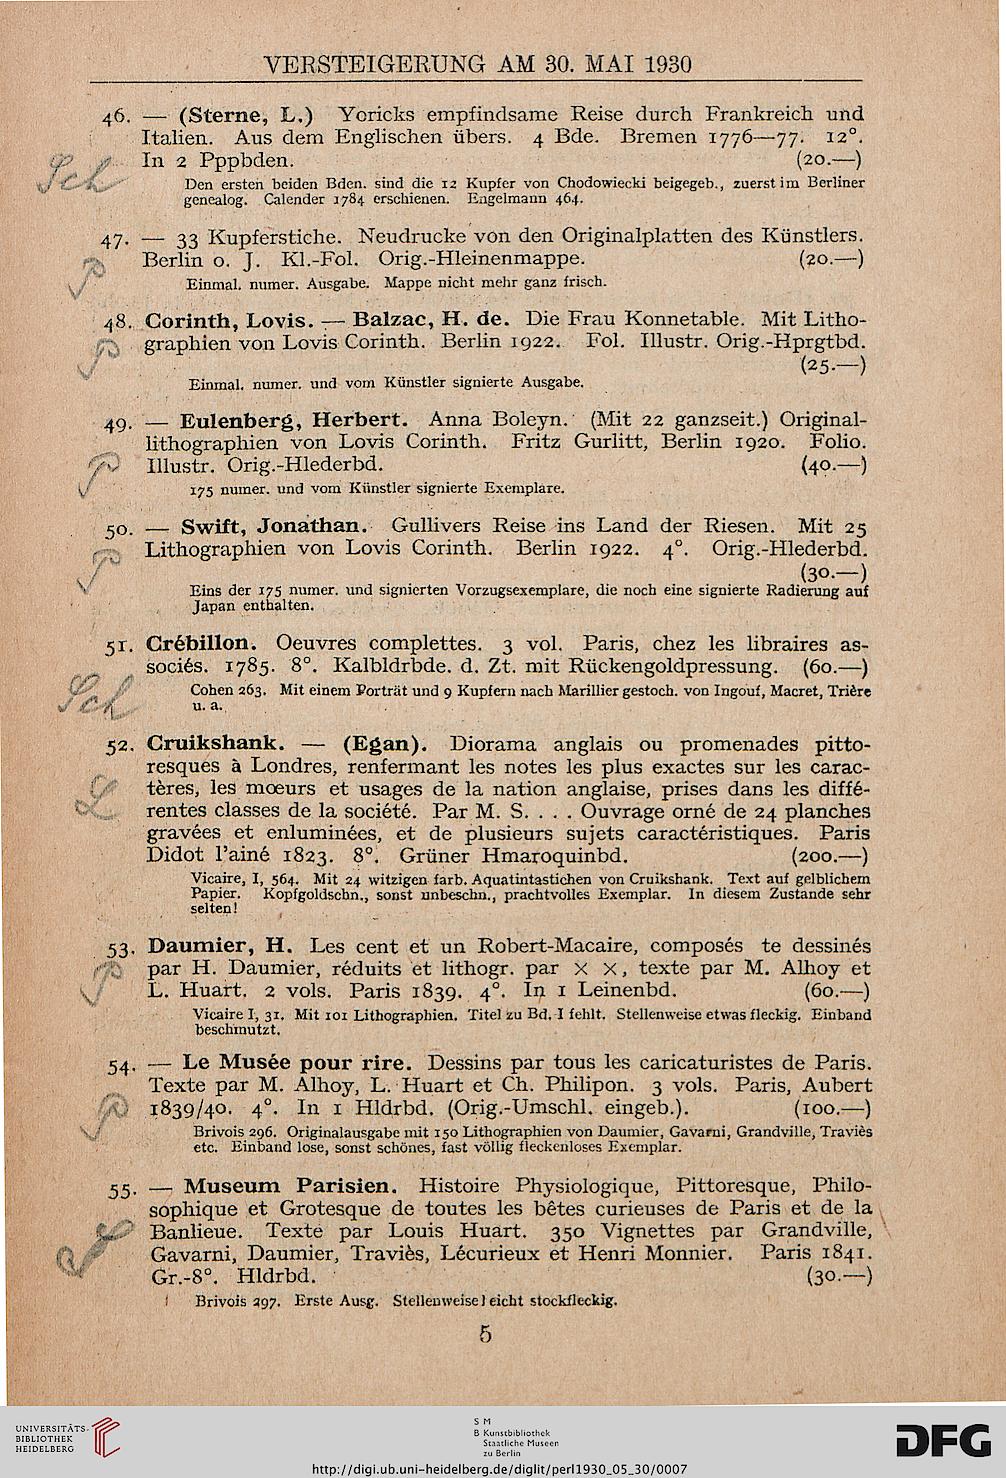 VERSTEIGERUNG AM 30. MAI 1930
46. — (Sterne, L.) Yoricks empfindsame Reise durch Frankreich und
Italien. Aus dem Englischen übers. 4 Bde. Bremen 1776—77. 12°.
In 2 Pppbden. (20.—)
Sch
Den ersten beiden Bden. sind die 12 Kupfer von Chodowiecki beigegeb., zuerst im Berliner
genealog. Calender 1784 erschienen. Engelmann 464.
47. — 33 Kupferstiche. Neudrucke von den Originalplatten des Künstlers.
Berlin o. J. Kl.-Fol. Orig.-Hleinenmappe. (20.—)
P
Einmal. numer. Ausgabe. Mappe nicht mehr ganz frisch.
48. Corinth, Lovis. — Balzac, H. de. Die Frau Konnetable. Mit Litho-
graphien von Lovis Corinth. Berlin 1922. Fol. Illustr. Orig.-Hprgtbd.
P
(25.—)
Einmal. numer. und vom Künstler signierte Ausgabe.
49. — Eulenberg, Herbert. Anna Boleyn. (Mit 22 ganzseit.) Original-
lithographien von Lovis Corinth. Fritz Gurlitt, Berlin 1920. Folio.
P
Illustr. Orig.-Hlederbd. (40.—)
175 numer. und vom Künstler signierte Exemplare.
50. — Swift, Jonathan. Gullivers Reise ins Land der Riesen. Mit 25
Lithographien von Lovis Corinth. Berlin 1922. 4°. Orig.-Hlederbd.
P
(30.—)
Eins der 175 numer. und signierten Vorzugsexemplare, die noch eine signierte Radierung auf
Japan enthalten.
51. Crébillon. Oeuvres complettes. 3 vol. Paris, chez les libraires as-
sociés. 1785. 8°. Kalbldrbde. d. Zt. mit Rückengoldpressung. (60.—)
Sch
Cohen 263. Mit einem Porträt und 9 Kupfern nach Marillier gestoch. von Ingouf, Macret, Trière
u. a.
52. Cruikshank. — (Egan). Diorama anglais ou promenades pitto-
resques à Londres, renfermant les notes les plus exactes sur les carac-
L
tères, les mœurs et usages de la nation anglaise, prises dans les diffé-
rentes classes de la société. Par M. S. . . . Ouvrage orné de 24 planches
gravées et enluminées, et de plusieurs sujets caractéristiques. Paris
Didot l'ainé 1823. 8°. Grüner Hmaroquinbd. (200.—)
Vicaire, I, 564. Mit 24 witzigen farb. Aquatintastichen von Cruikshank. Text auf gelblichem
Papier. Kopfgoldschn., sonst unbeschn., prachtvolles Exemplar. In diesem Zustande sehr
selten!
53. Daumier, H. Les cent et un Robert-Macaire, composés te dessinés
par H. Daumier, réduits et lithogr. par × ×, texte par M. Alhoy et
P
L. Huart. 2 vols. Paris 1839. 4°. In 1 Leinenbd. (60.—)
Vicaire I, 31. Mit 101 Lithographien. Titel zu Bd. I fehlt. Stellenweise etwas fleckig. Einband
beschmutzt.
54. — Le Musée pour rire. Dessins par tous les caricaturistes de Paris.
Texte par M. Alhoy, L. Huart et Ch. Philipon. 3 vols. Paris, Aubert
P
1839/40. 4°. In 1 Hldrbd. (Orig.-Umschl. eingeb.). (100.—)
Brivois 296. Originalausgabe mit 150 Lithographien von Daumier, Gavarni, Grandville, Traviès
etc. Einband lose, sonst schönes, fast völlig fleckenloses Exemplar.
55. — Museum Parisien. Histoire Physiologique, Pittoresque, Philo-
sophique et Grotesque de toutes les bêtes curieuses de Paris et de la
Banlieue. Texte par Louis Huart. 350 Vignettes par Grandville,
Gavarni, Daumier, Traviès, Lécurieux et Henri Monnier. Paris 1841.
Gr.-8°. Hldrbd. (30.—)
Brivois 297. Erste Ausg. Stellenweise leicht stockfleckig.
5
UNIVERSITÄTS-
BIBLIOTHEK
HEIDELBERG
S M
B Kunstbibliothek
Staatliche Museen
zu Berlin
DFG
http://digi.ub.uni-heidelberg.de/diglit/perl1930_05_30/0007